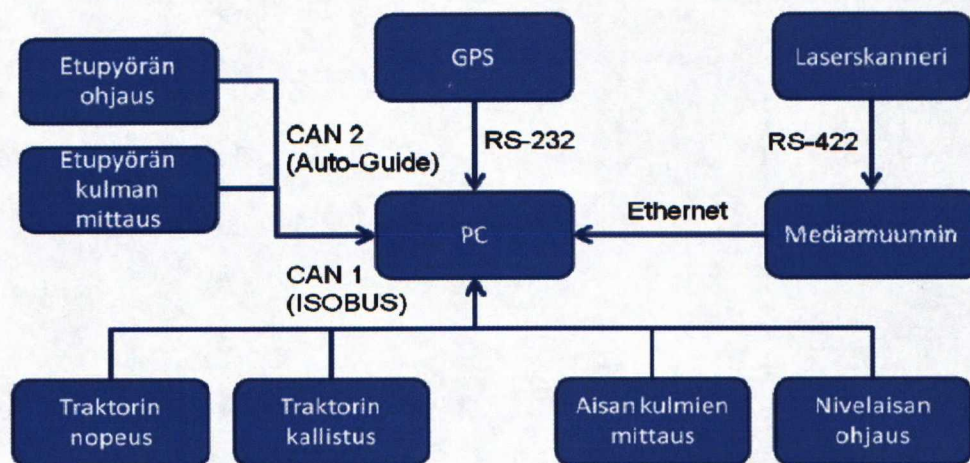 Etupyörän
ohjaus
GPS
Laserskanneri
CAN 2
(Auto-Guide)
RS-232
RS-422
Etupyörän
kulman
mittaus
PC
Ethernet
Mediamuunnin
CAN 1
(ISOBUS)
Traktorin
nopeus
Traktorin
kallistus
Aisan kulmien
mittaus
Nivelaisan
ohjaus